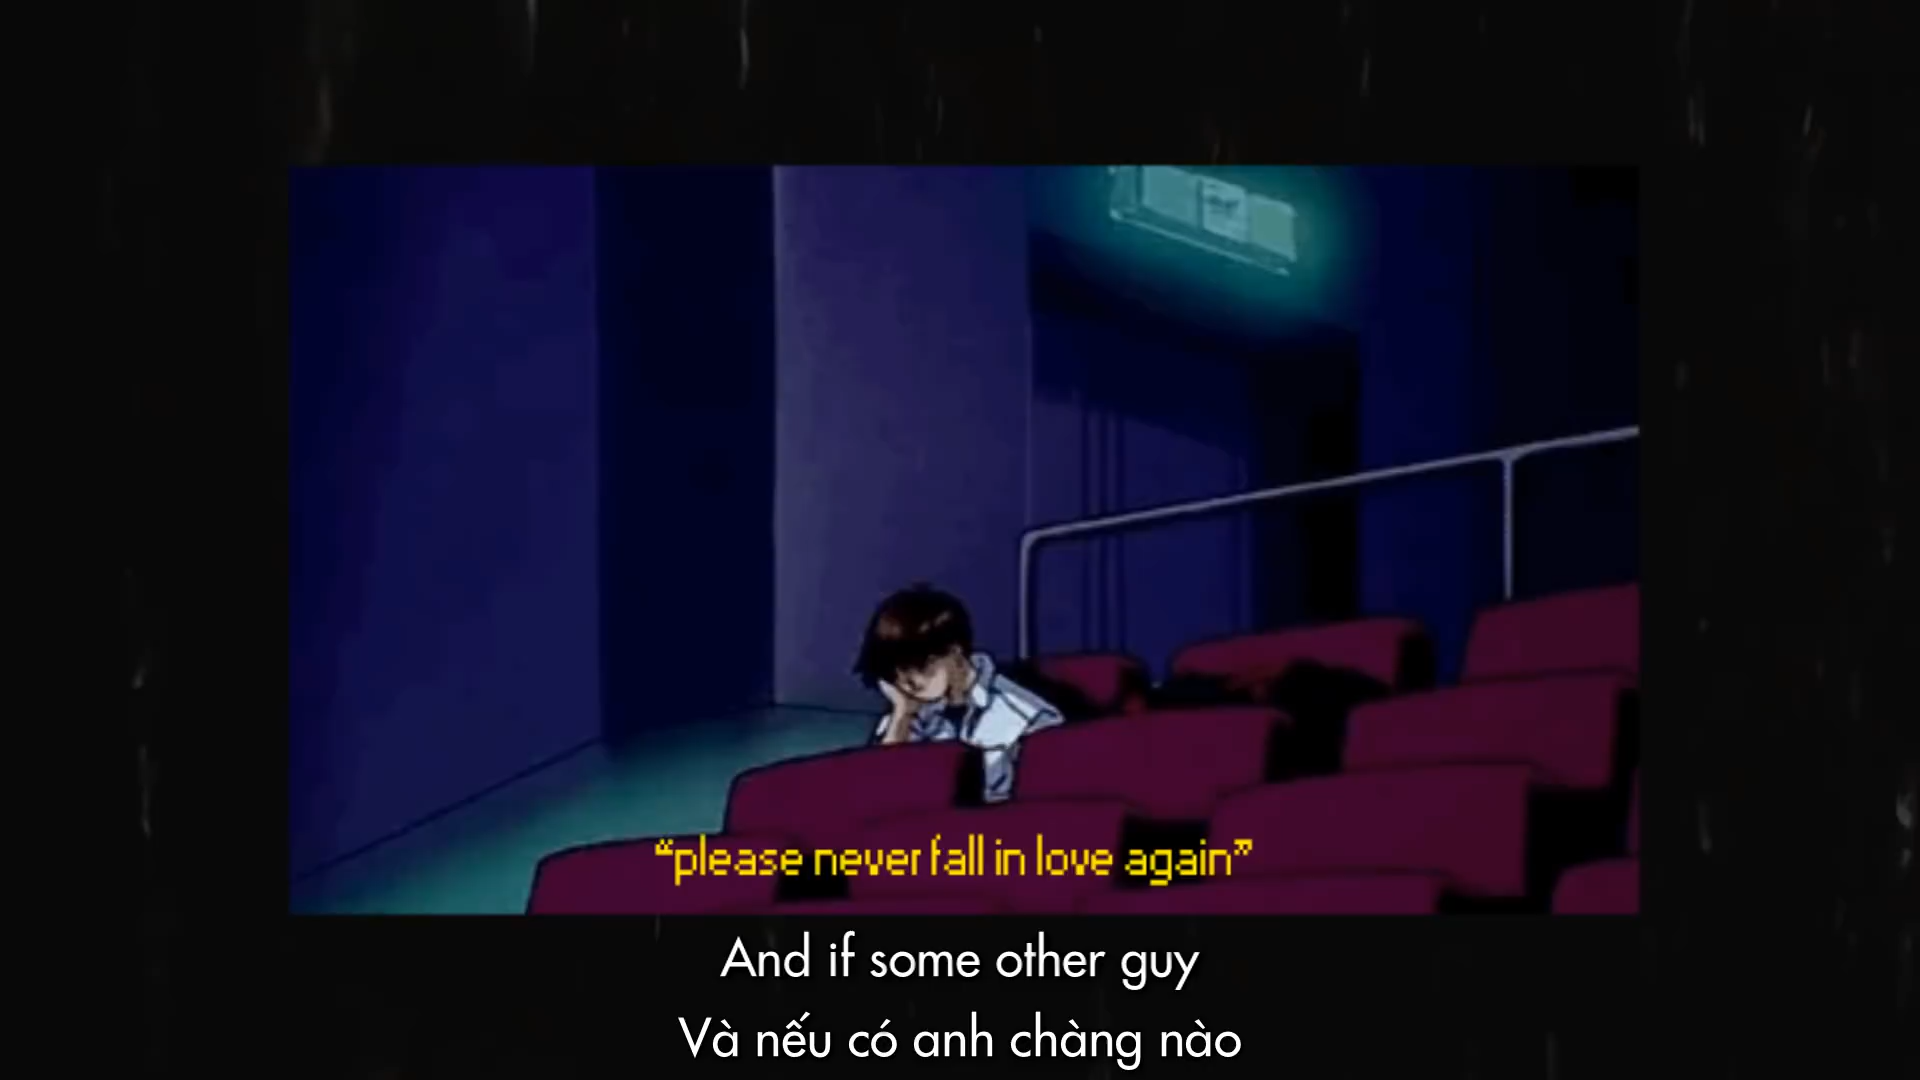 “please never fall in love again”
And if some other guy
Và nếu có anh chàng nào